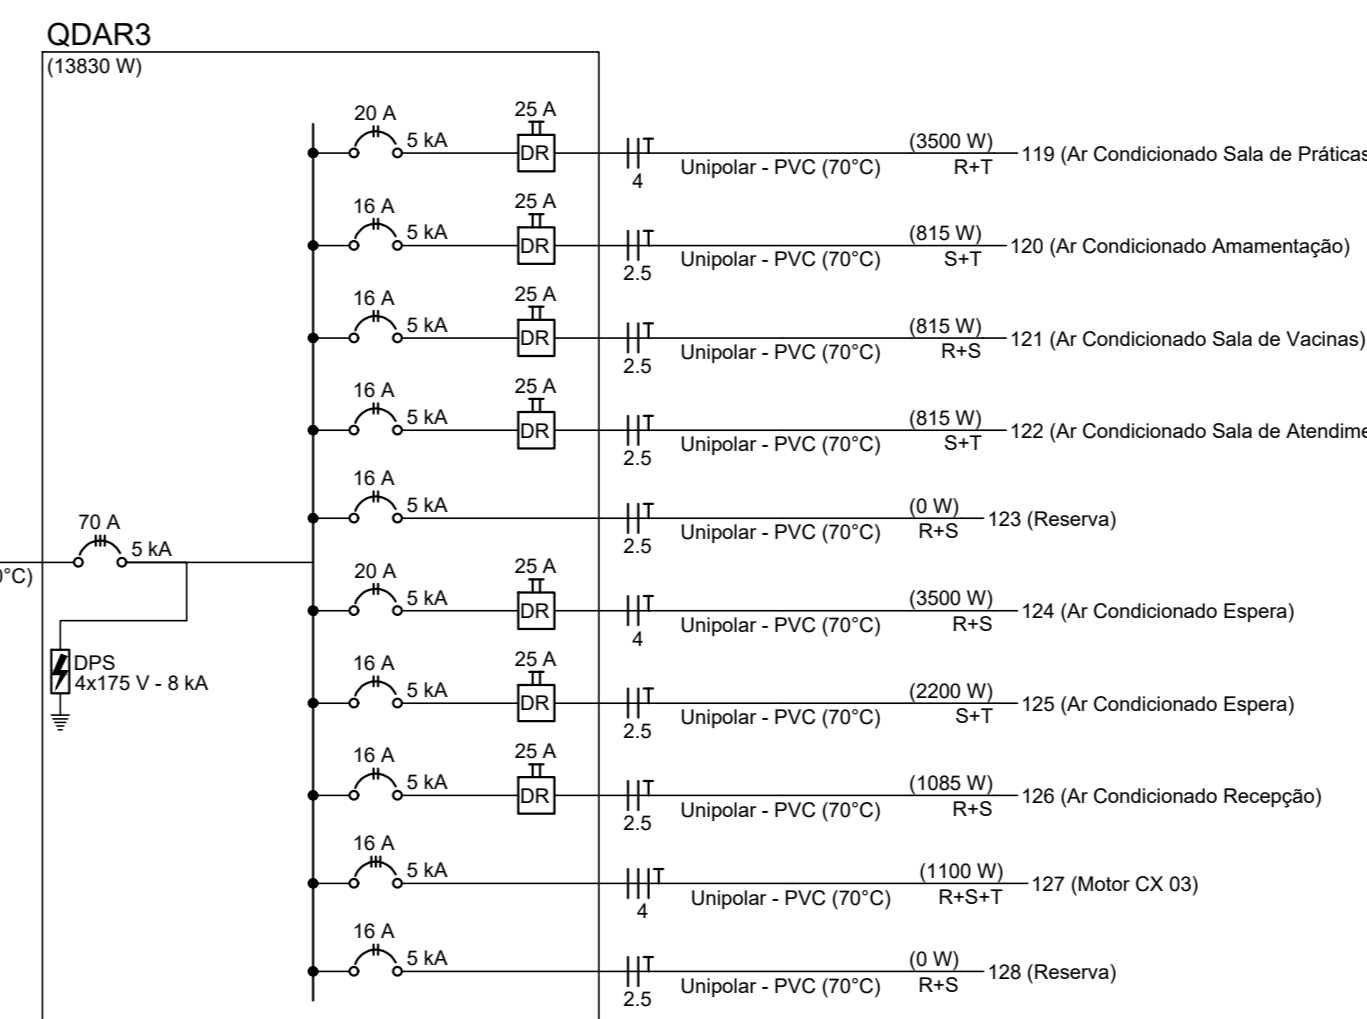 QDAR3
(13830 W)
20 A
5 kA
25 A
DR
T
4
Unipolar - PVC (70°C)
(3500 W)
R+T
119 (Ar Condicionado Sala de Práticas
16 A
5 kA
25 A
DR
T
2.5
Unipolar - PVC (70°C)
(815 W)
S+T
120 (Ar Condicionado Amamentação)
16 A
5 kA
25 A
DR
T
2.5
Unipolar - PVC (70°C)
(815 W)
R+S
121 (Ar Condicionado Sala de Vacinas)
16 A
5 kA
25 A
DR
T
2.5
Unipolar - PVC (70°C)
(815 W)
S+T
122 (Ar Condicionado Sala de Atendime
16 A
5 kA
T
2.5
Unipolar - PVC (70°C)
(0 W)
R+S
123 (Reserva)
70 A
5 kA
0°C)
DPS
4x175 V - 8 kA
20 A
5 kA
25 A
DR
T
4
Unipolar - PVC (70°C)
(3500 W)
R+S
124 (Ar Condicionado Espera)
16 A
5 kA
25 A
DR
T
2.5
Unipolar - PVC (70°C)
(2200 W)
S+T
125 (Ar Condicionado Espera)
16 A
5 kA
25 A
DR
T
2.5
Unipolar - PVC (70°C)
(1085 W)
R+S
126 (Ar Condicionado Recepção)
16 A
5 kA
T
4
Unipolar - PVC (70°C)
(1100 W)
R+S+T
127 (Motor CX 03)
16 A
5 kA
T
2.5
Unipolar - PVC (70°C)
(0 W)
R+S
128 (Reserva)